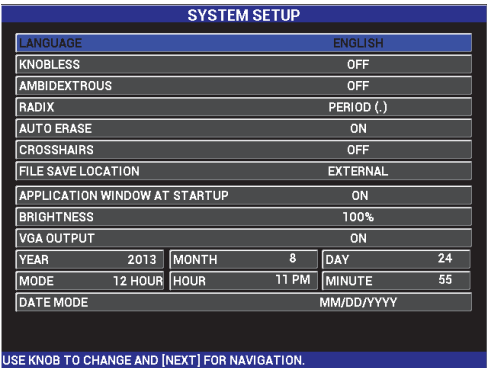 SYSTEM SETUP
LANGUAGE ENGLISH
KNOBLESS OFF
AMBIDEXTROUS OFF
RADIX PERIOD (.)
AUTO ERASE ON
CROSSHAIRS OFF
FILE SAVE LOCATION EXTERNAL
APPLICATION WINDOW AT STARTUP ON
BRIGHTNESS 100%
VGA OUTPUT ON
YEAR 2013 MONTH 8 DAY 24
MODE 12 HOUR HOUR 11 PM MINUTE 55
DATE MODE MM/DD/YYYY
USE KNOB TO CHANGE AND [NEXT] FOR NAVIGATION.